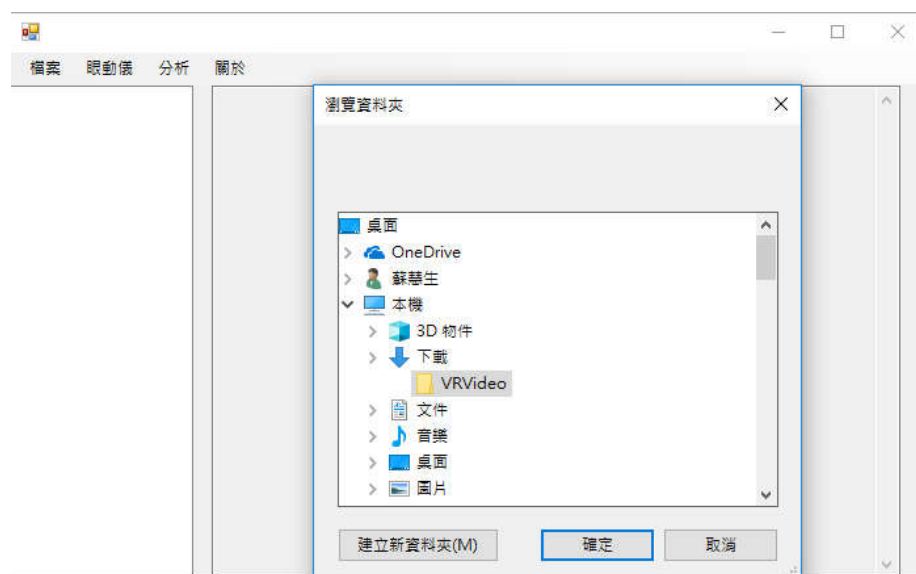 檔案 眼動儀 分析 關於
瀏覽資料夾
桌面
OneDrive
蘇慧生
本機
3D 物件
下載
VRVideo
文件
音樂
桌面
圖片
建立新資料夾(M) 確定 取消